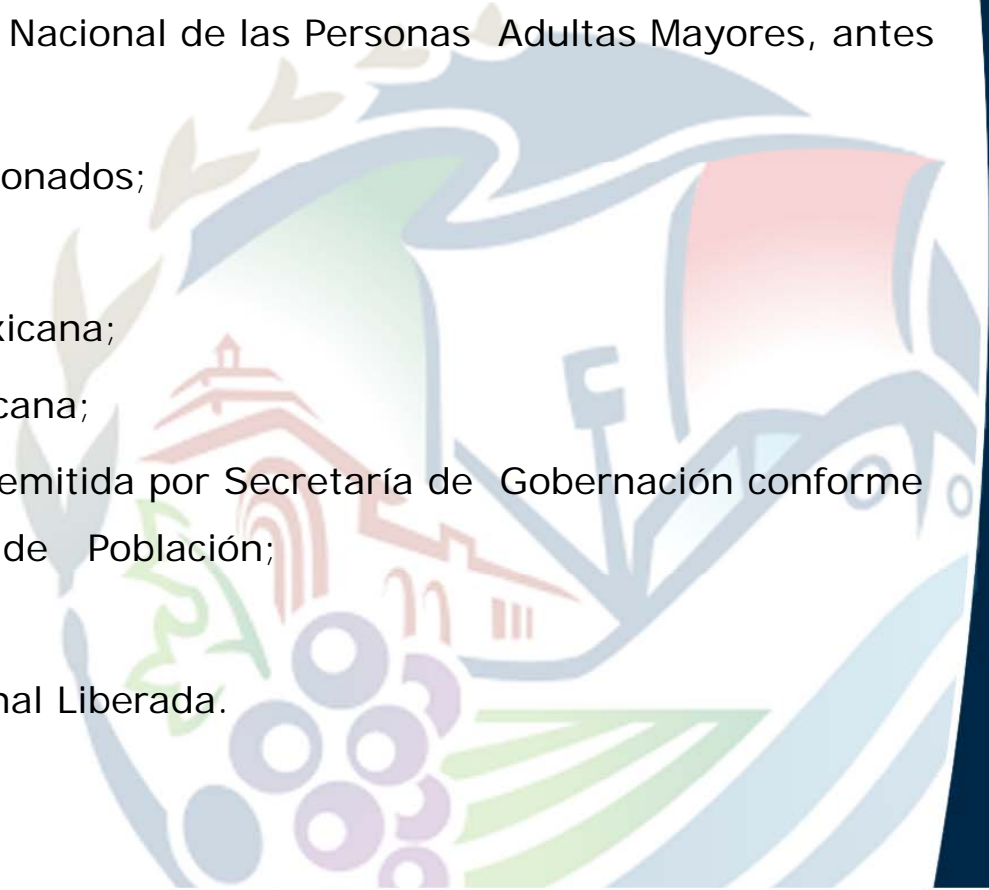 Nacional de las Personas Adultas Mayores, antes
onados;
xicana;
cana;
emitida por Secretaría de Gobernación conforme
de Población;
nal Liberada.